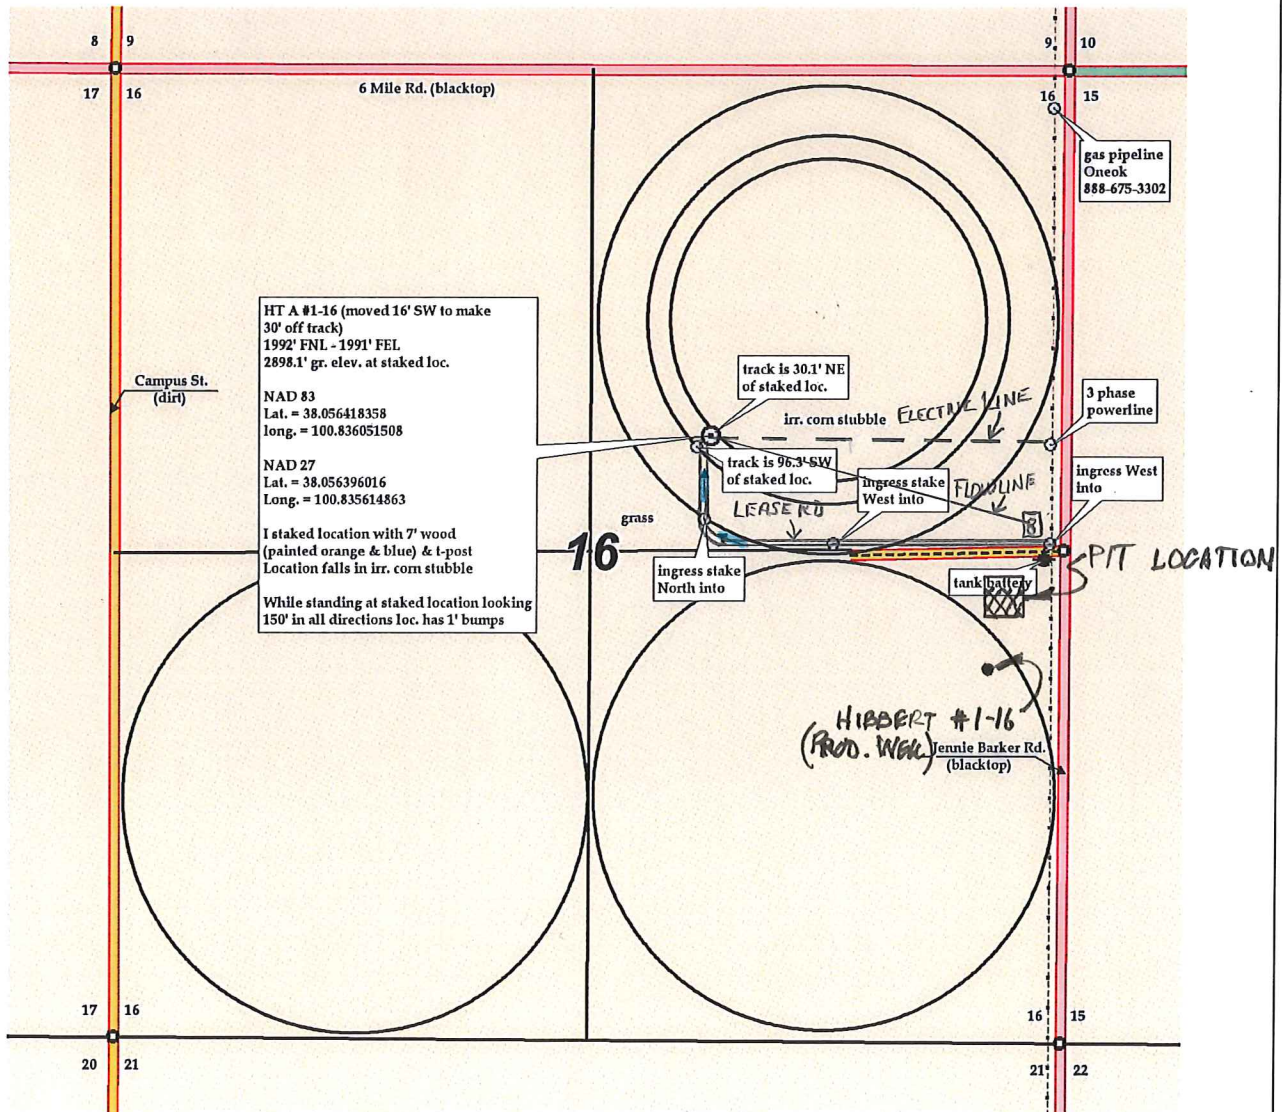 8 9
9 10
17 16
6 Mile Rd. (blacktop)
16 15
gas pipeline
Oneok
888-675-3302
HT A #1-16 (moved 16' SW to make
30' off track)
1992' FNL - 1991' FEL
2898.1' gr. elev. at staked loc.
NAD 83
Lat. = 38.056418358
long. = 100.836051508
NAD 27
Lat. = 38.056396016
Long. = 100.835614863
I staked location with 7' wood
(painted orange & blue) & t-post
Location falls in irr. corn stubble
While standing at staked location looking
150' in all directions loc. has 1' bumps
Campus St.
(dirt)
track is 30.1' NE
of staked loc.
irr. corn stubble
ELECTRIC LINE
3 phase
powerline
track is 96.3' SW
of staked loc.
ingress stake
West into
FLOWLINE
ingress West
into
grass
LEASE RD
8
16
ingress stake
North into
tank battery
PIT LOCATION
HIBBERT #1-16
(PROD. WELL)
Jennie Barker Rd.
(blacktop)
17 16
16 15
20 21
21 22